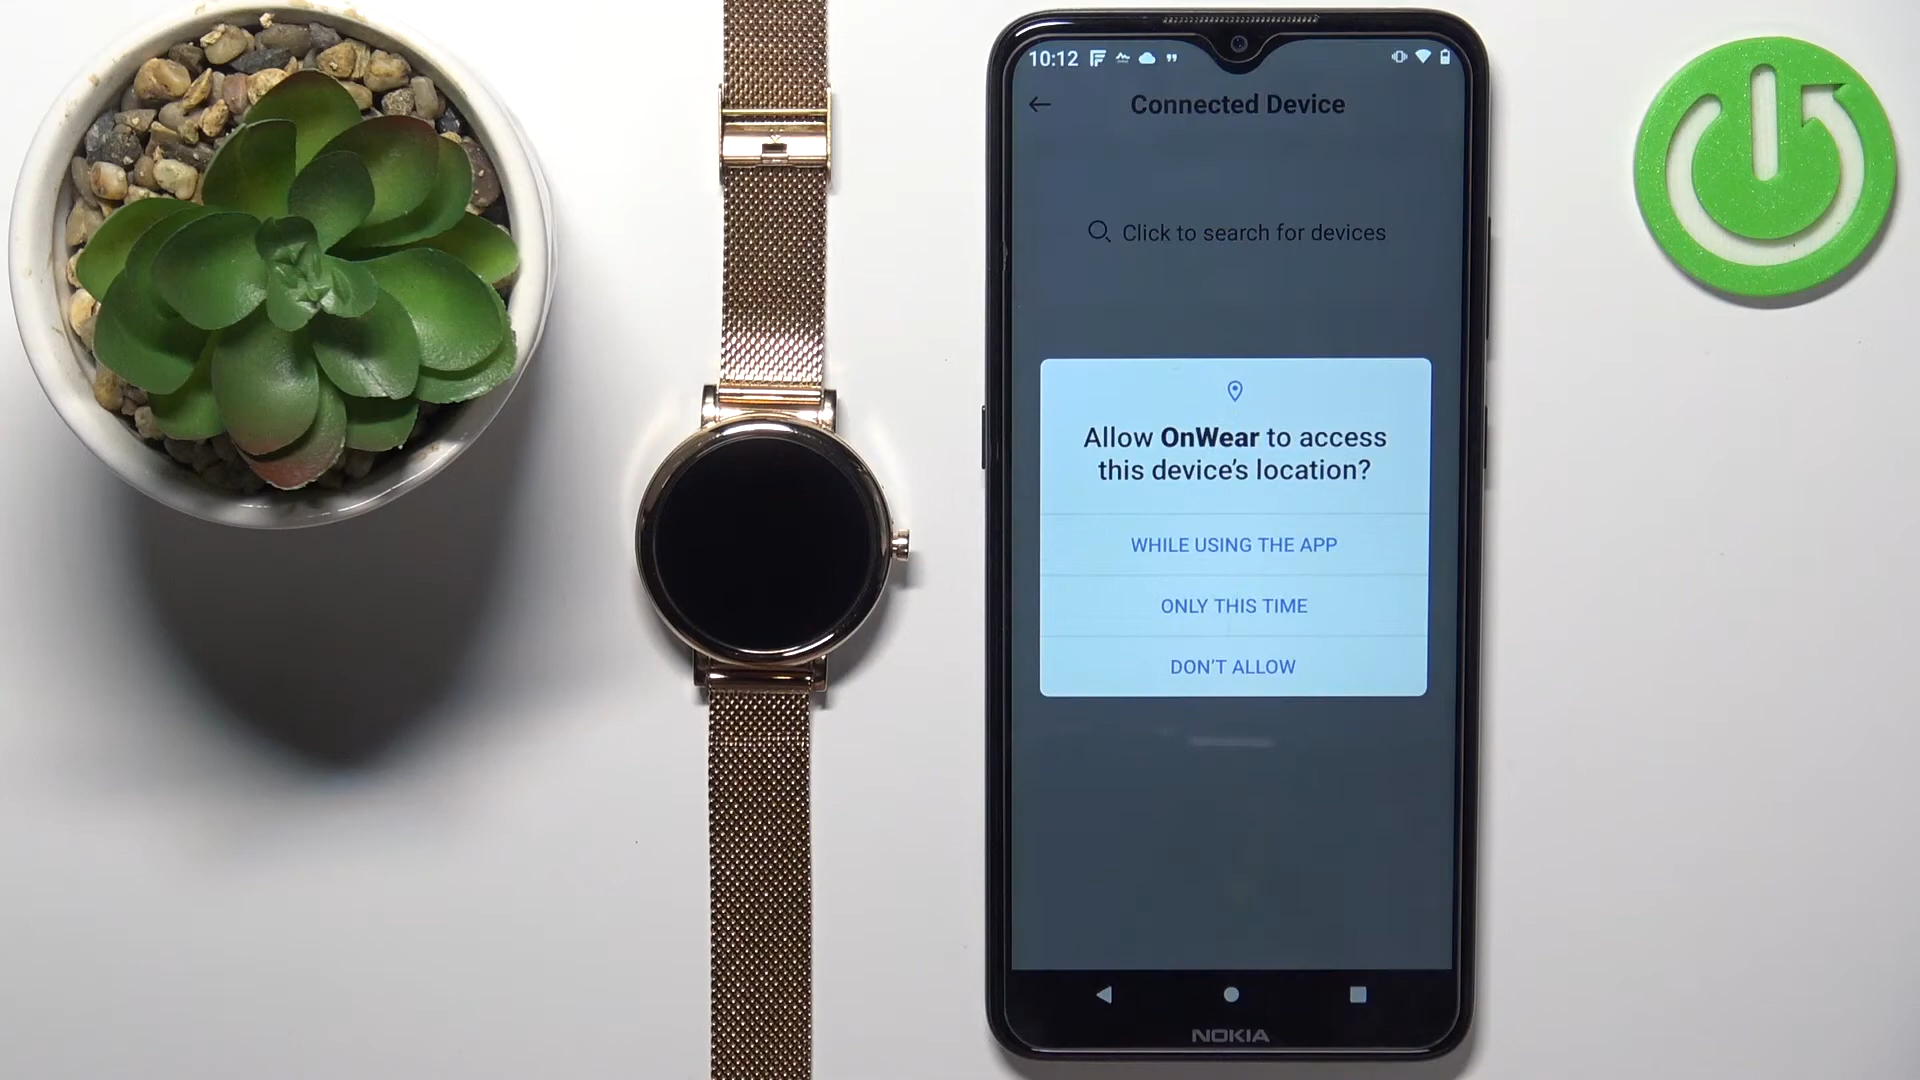 10:12
Connected Device
Click to search for devices
Allow OnWear to access
this device's location?
WHILE USING THE APP
ONLY THIS TIME
DON'T ALLOW
NOKIA